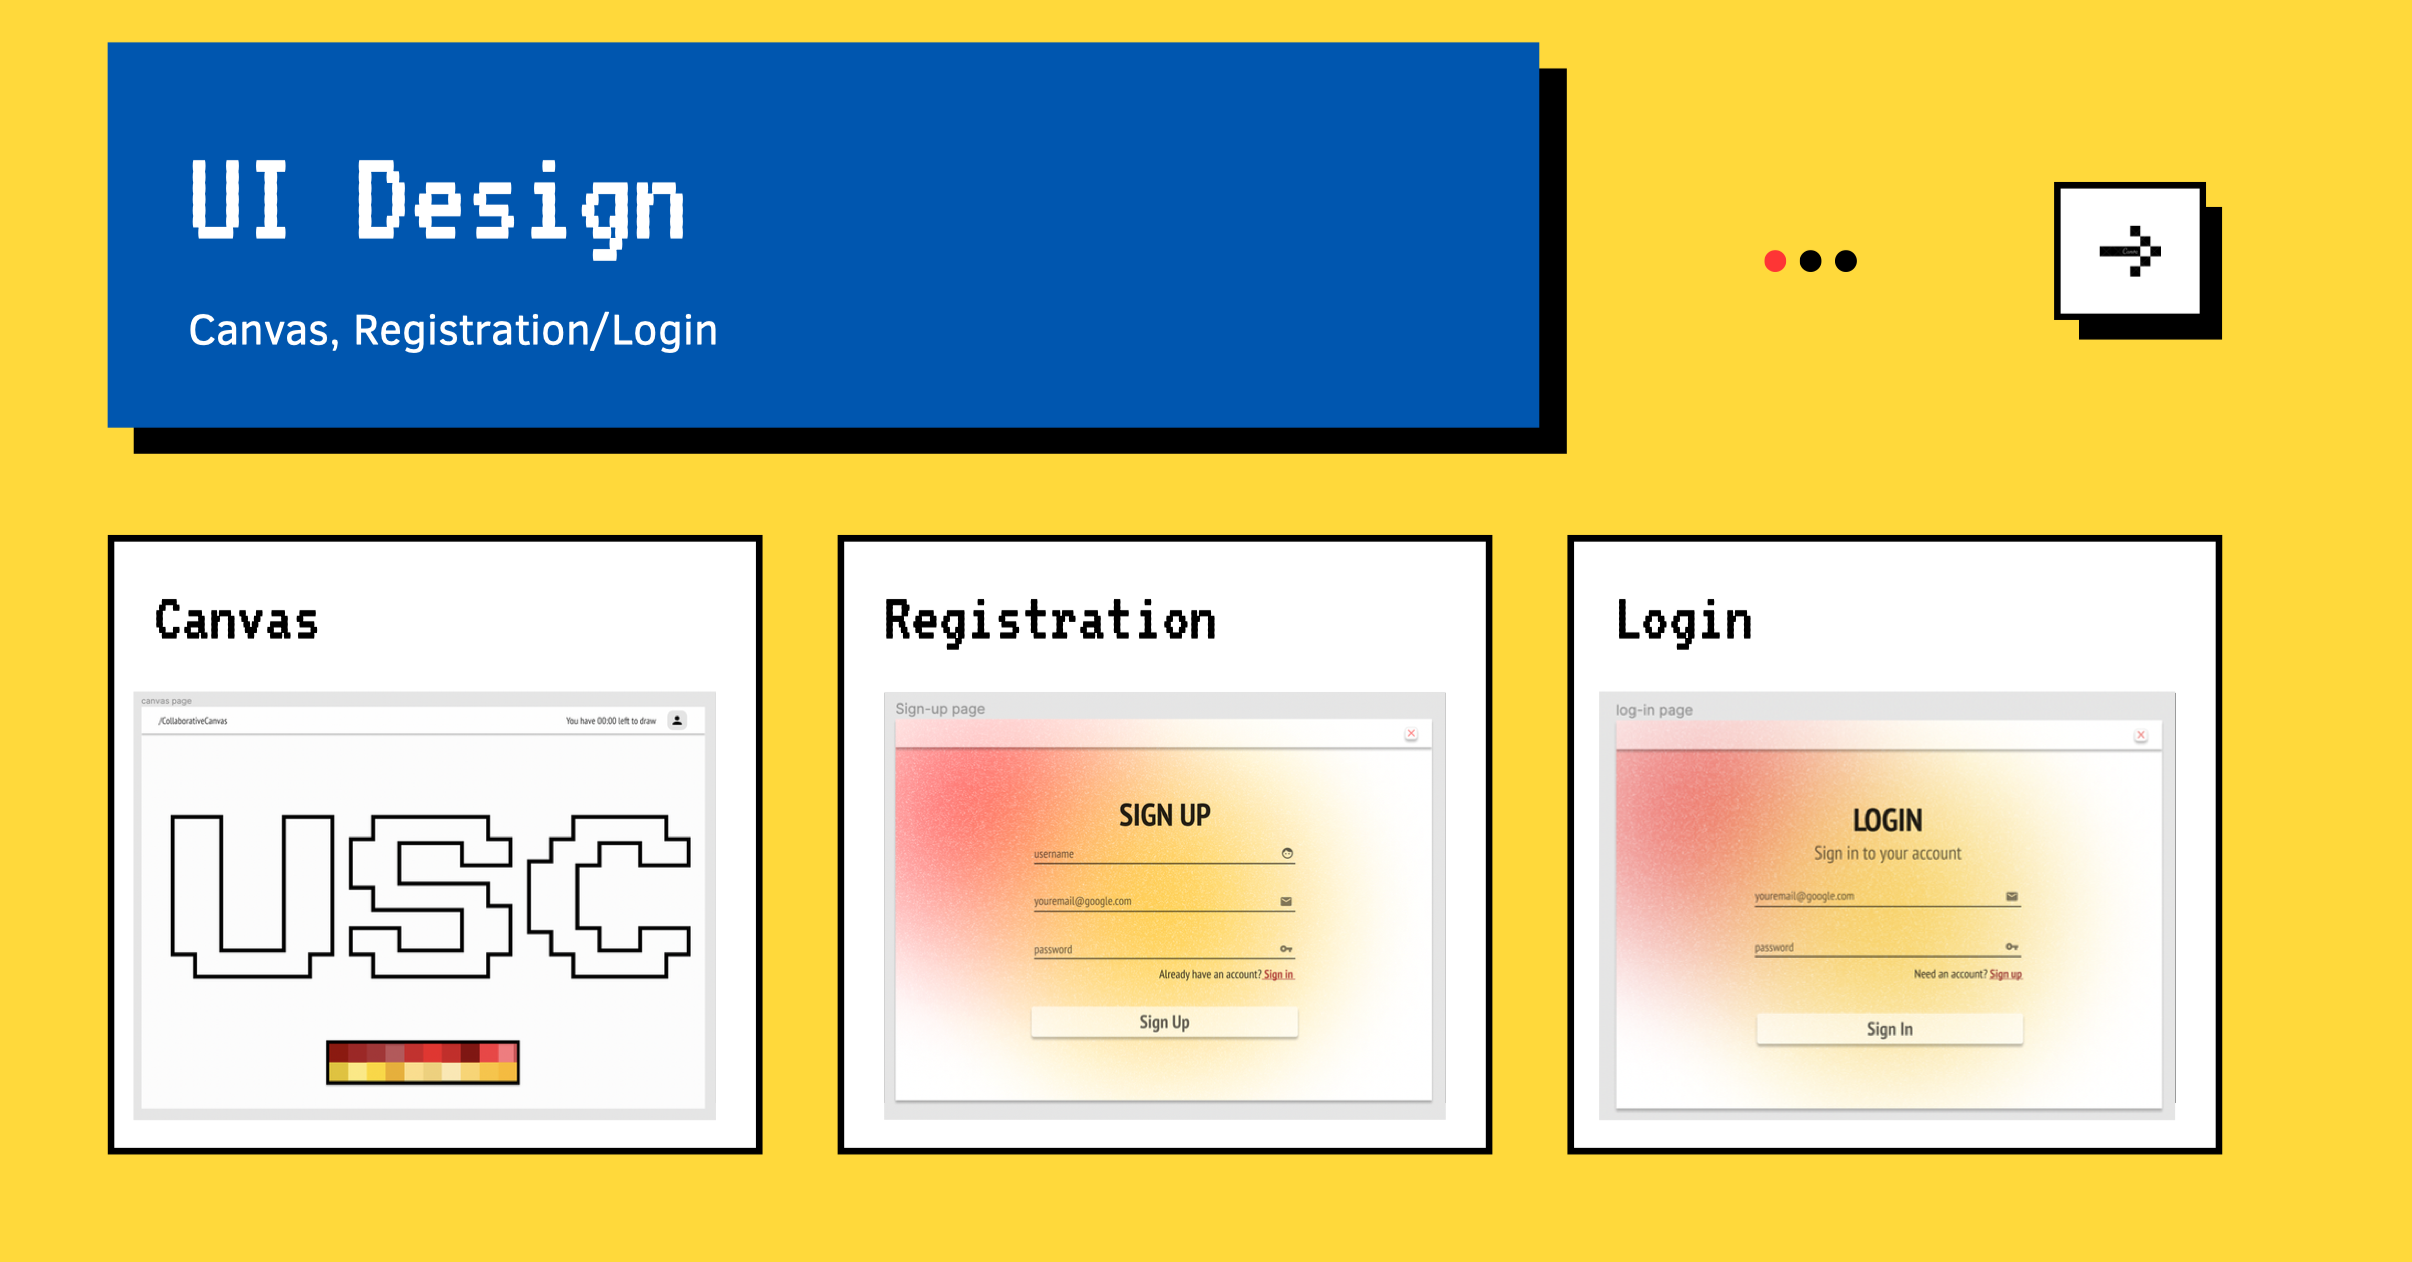 UI Design
Canvas, Registration/Login
Canvas
canvas page
/CollaborativeCanvas
You have 00:00 left to draw
USC
Registration
Sign-up page
SIGN UP
username
youremail@google.com
password
Already have an account? Sign in
Sign Up
Login
log-in page
LOGIN
Sign in to your account
youremail@google.com
password
Need an account? Sign up
Sign In